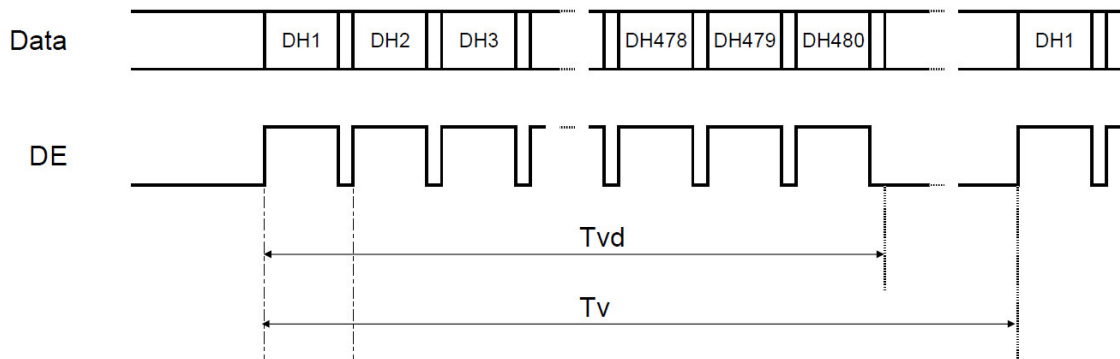 Data DH1 DH2 DH3 DH478 DH479 DH480 DH1
DE
Tvd
Tv